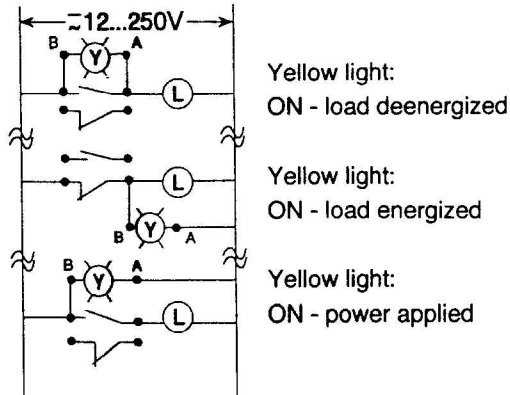 ≂12...250V
B Y A
L
Yellow light:
ON - load deenergized
L
Yellow light:
ON - load energized
B Y A
B Y A
Yellow light:
ON - power applied
L